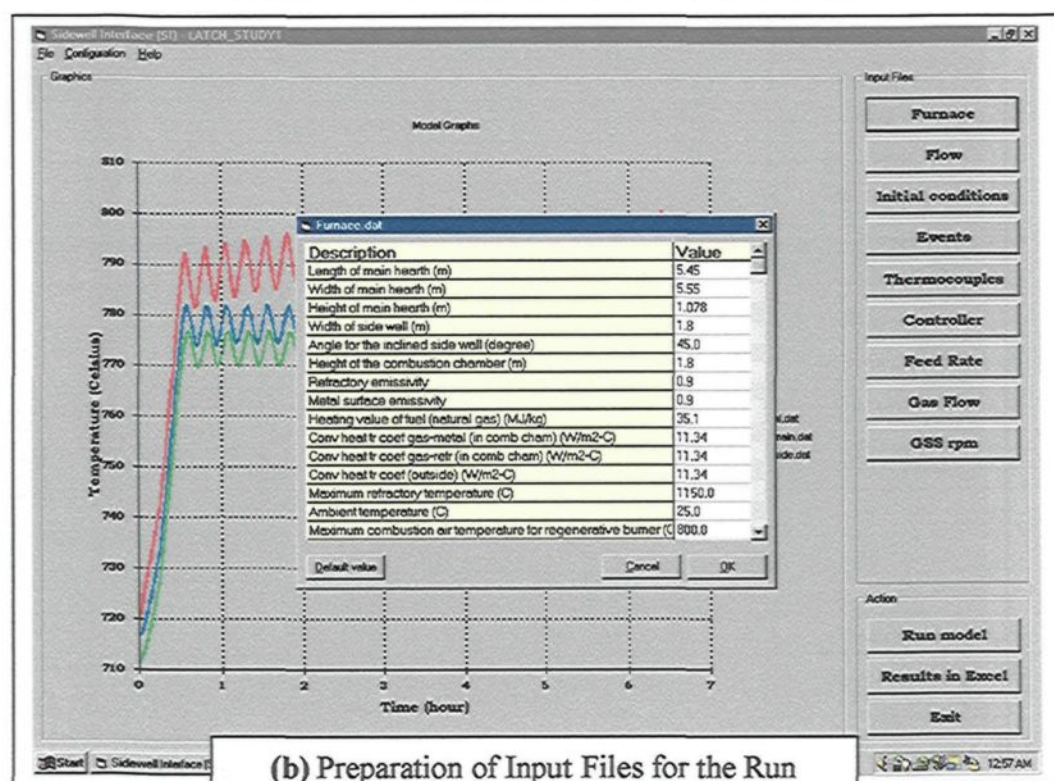 Sidewell Interface (SI) - LATCH_STUDY1
File Configuration Help
Graphics
Model Graphs
810
800
790
780
770
760
750
740
730
720
710
Temperature (Celsius)
0 1 2 3 4 5 6 7
Time (hour)
Furnace.dat
Description Value
Length of main hearth (m) 5.45
Width of main hearth (m) 5.55
Height of main hearth (m) 1.078
Width of side wall (m) 1.8
Angle for the inclined side wall (degree) 45.0
Height of the combustion chamber (m) 1.8
Refractory emissivity 0.9
Metal surface emissivity 0.9
Heating value of fuel (natural gas) (MJ/kg) 35.1
Conv heat tr coef gas-metal (in comb cham) (W/m2-C) 11.34
Conv heat tr coef gas-refr (in comb cham) (W/m2-C) 11.34
Conv heat tr coef (outside) (W/m2-C) 11.34
Maximum refractory temperature (C) 1150.0
Ambient temperature (C) 25.0
Maximum combustion air temperature for regenerative burner (C 800.0
Default value Cancel OK
al.dat
main.dat
side.dat
Input Files
Furnace
Flow
Initial conditions
Events
Thermocouples
Controller
Feed Rate
Gas Flow
GSS rpm
Action
Run model
Results in Excel
Exit
Start Sidewell Interface (S 12:57 AM
(b) Preparation of Input Files for the Run